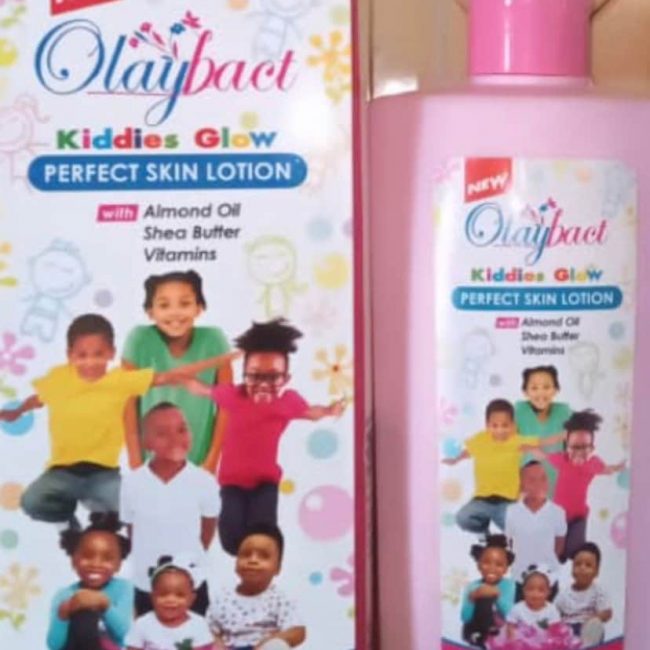 Olaybact
Kiddies Glow
PERFECT SKIN LOTION
with Almond Oil
Shea Butter
Vitamins
NEW
Olaybact
Kiddies Glow
PERFECT SKIN LOTION
with Almond Oil
Shea Butter
Vitamins